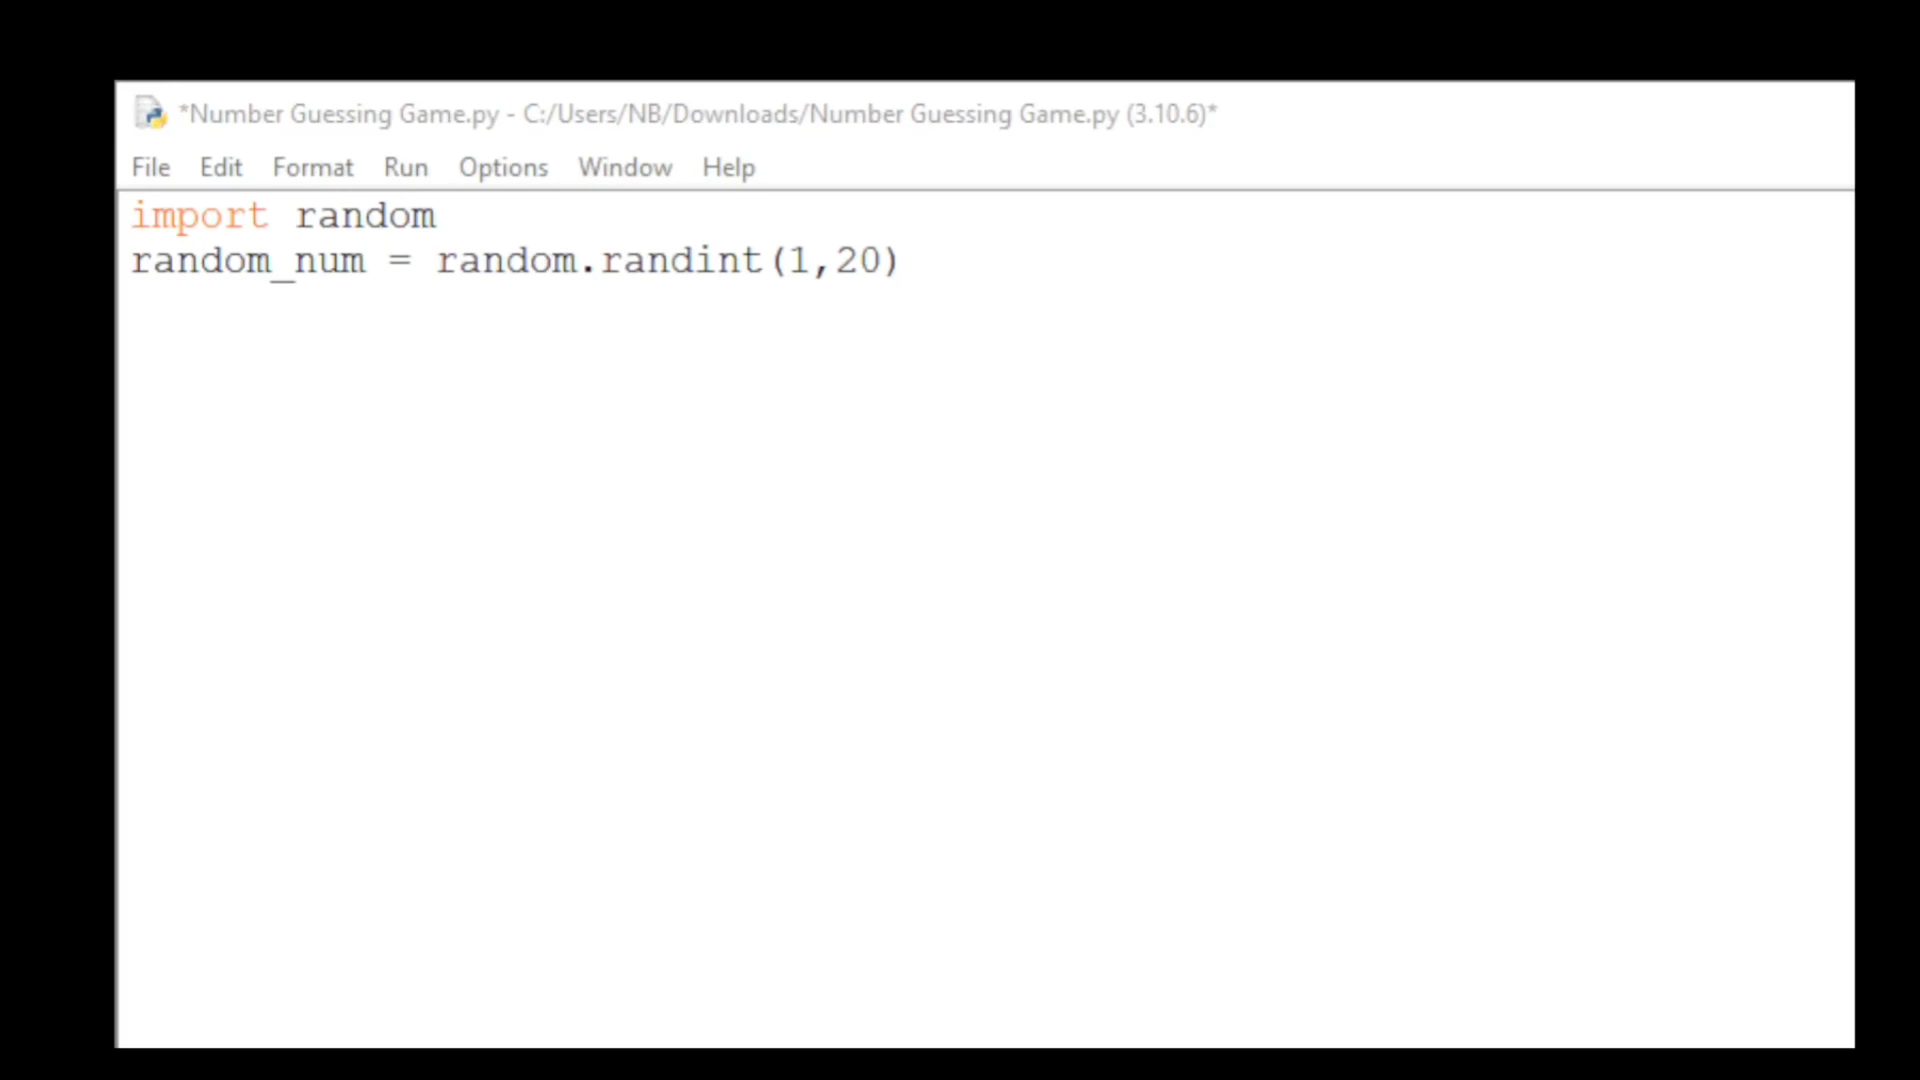 *Number Guessing Game.py - C:/Users/NB/Downloads/Number Guessing Game.py (3.10.6)*
File Edit Format Run Options Window Help
import random
random_num = random.randint(1,20)